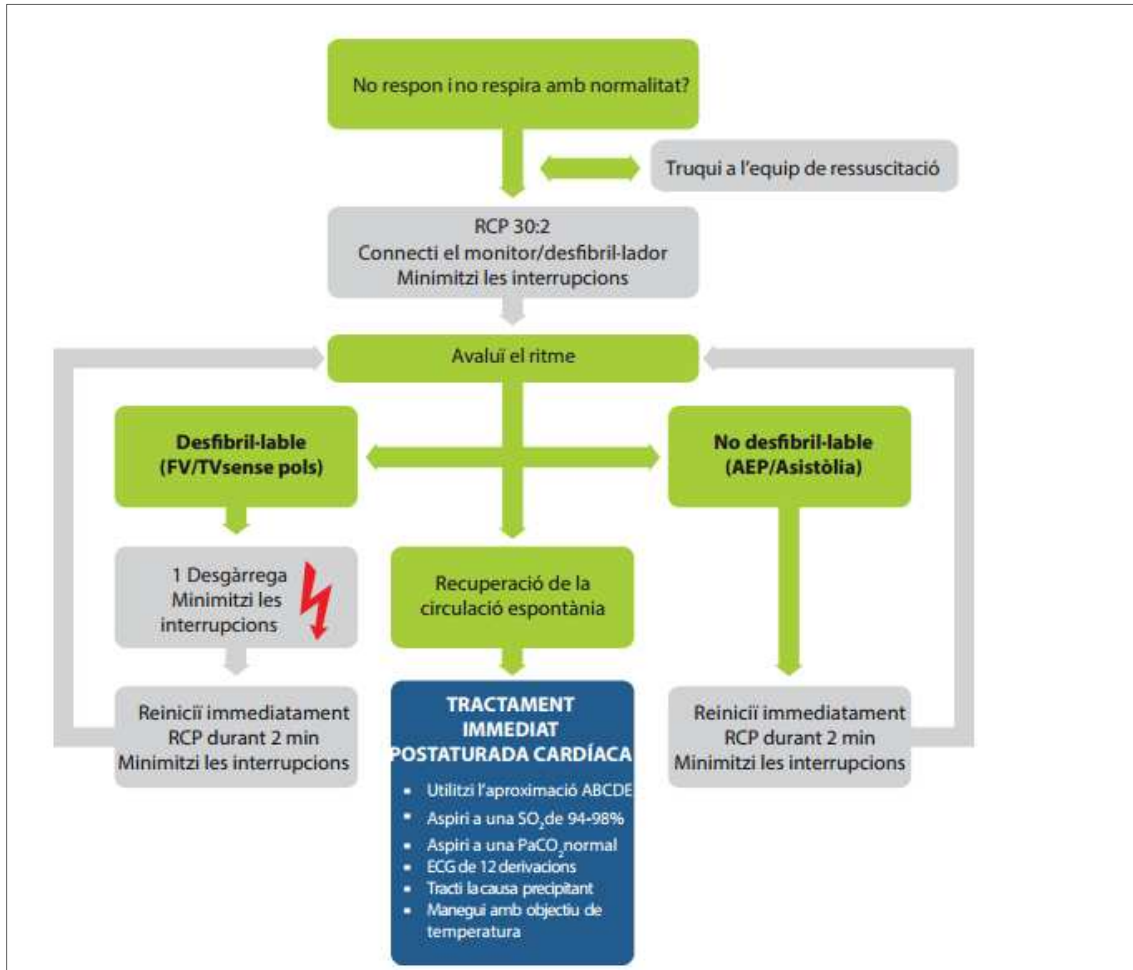 No respon i no respira amb normalitat?
Truqui a l'equip de ressuscitació
RCP 30:2
Connecti el monitor/desfibril-lador
Minimitzi les interrupcions
Avaluï el ritme
Desfibril-lable
(FV/TVsense pols)
No desfibril-lable
(AEP/Asistòlia)
1 Desgàrrega
Minimitzi les
interrupcions
Recuperació de la
circulació espontània
Reiniciï immediatament
RCP durant 2 min
Minimitzi les interrupcions
TRACTAMENT
IMMEDIAT
POSTATURADA CARDÍACA
• Utilitzi l'aproximació ABCDE
• Aspiri a una SO₂ de 94-98%
• Aspiri a una PaCO₂ normal
• ECG de 12 derivacions
• Tracti la causa precipitant
• Manegui amb objectiu de
temperatura
Reiniciï immediatament
RCP durant 2 min
Minimitzi les interrupcions